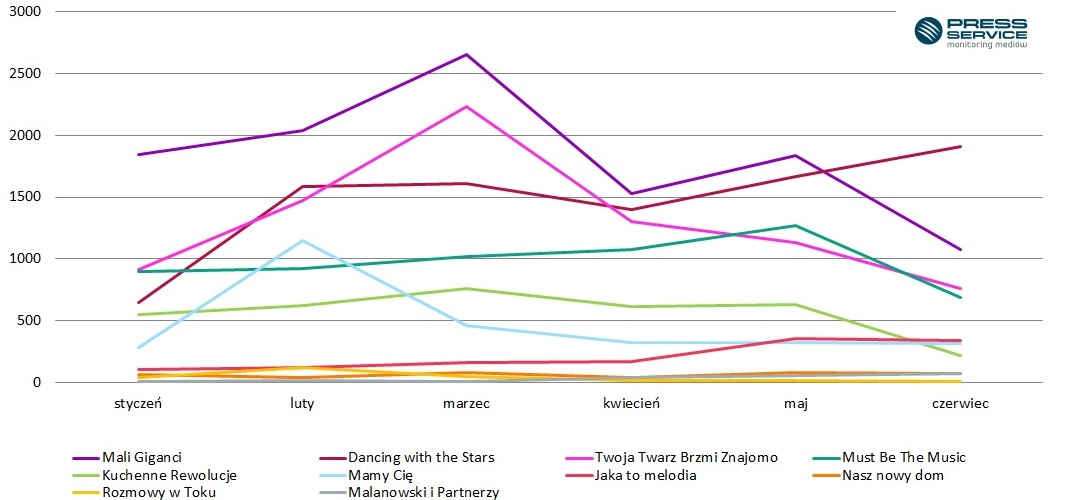 3000
PRESS
SERVICE
monitoring mediów
2500
2000
1500
1000
500
0
styczeń luty marzec kwiecień maj czerwiec
Mali Giganci Dancing with the Stars Twoja Twarz Brzmi Znajomo Must Be The Music
Kuchenne Rewolucje Mamy Cię Jaka to melodia Nasz nowy dom
Rozmowy w Toku Malanowski i Partnerzy